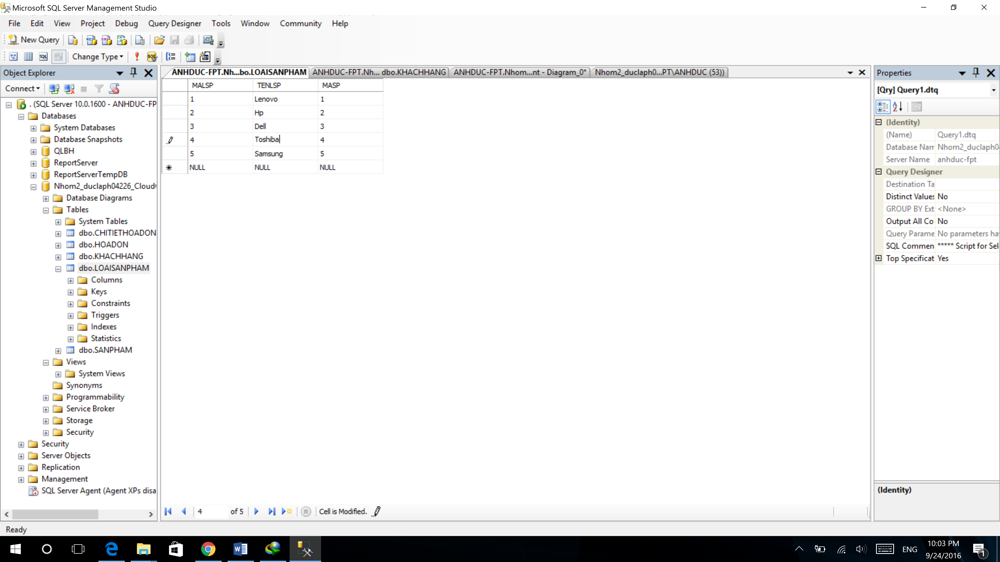 Microsoft SQL Server Management Studio
File Edit View Project Debug Query Designer Tools Window Community Help
New Query
Change Type
Object Explorer
Connect
. (SQL Server 10.0.1600 - ANHDUC-FP
Databases
System Databases
Database Snapshots
QLBH
ReportServer
ReportServerTempDB
Nhom2_duclaph04226_Cloud
Database Diagrams
Tables
System Tables
dbo.CHITIETHOADON
dbo.HOADON
dbo.KHACHHANG
dbo.LOAISANPHAM
Columns
Keys
Constraints
Triggers
Indexes
Statistics
dbo.SANPHAM
Views
System Views
Synonyms
Programmability
Service Broker
Storage
Security
Security
Server Objects
Replication
Management
SQL Server Agent (Agent XPs disa
ANHDUC-FPT.Nh...bo.LOAISANPHAM ANHDUC-FPT.Nh... dbo.KHACHHANG ANHDUC-FPT.Nhom...nt - Diagram_0* Nhom2_duclaph0...PT\ANHDUC (53))
MALSP TENLSP MASP
1 Lenovo 1
2 Hp 2
3 Dell 3
4 Toshiba 4
5 Samsung 5
NULL NULL NULL
4 of 5 Cell is Modified.
Properties
[Qry] Query1.dtq
(Identity)
(Name) Query1.dtq
Database Nam Nhom2_duclaph0
Server Name anhduc-fpt
Query Designer
Destination Ta
Distinct Values No
GROUP BY Ext <None>
Output All Co No
Query Parame No parameters ha
SQL Commen ***** Script for Sel
Top Specificat Yes
(Identity)
Ready
ENG
10:03 PM
9/24/2016
1